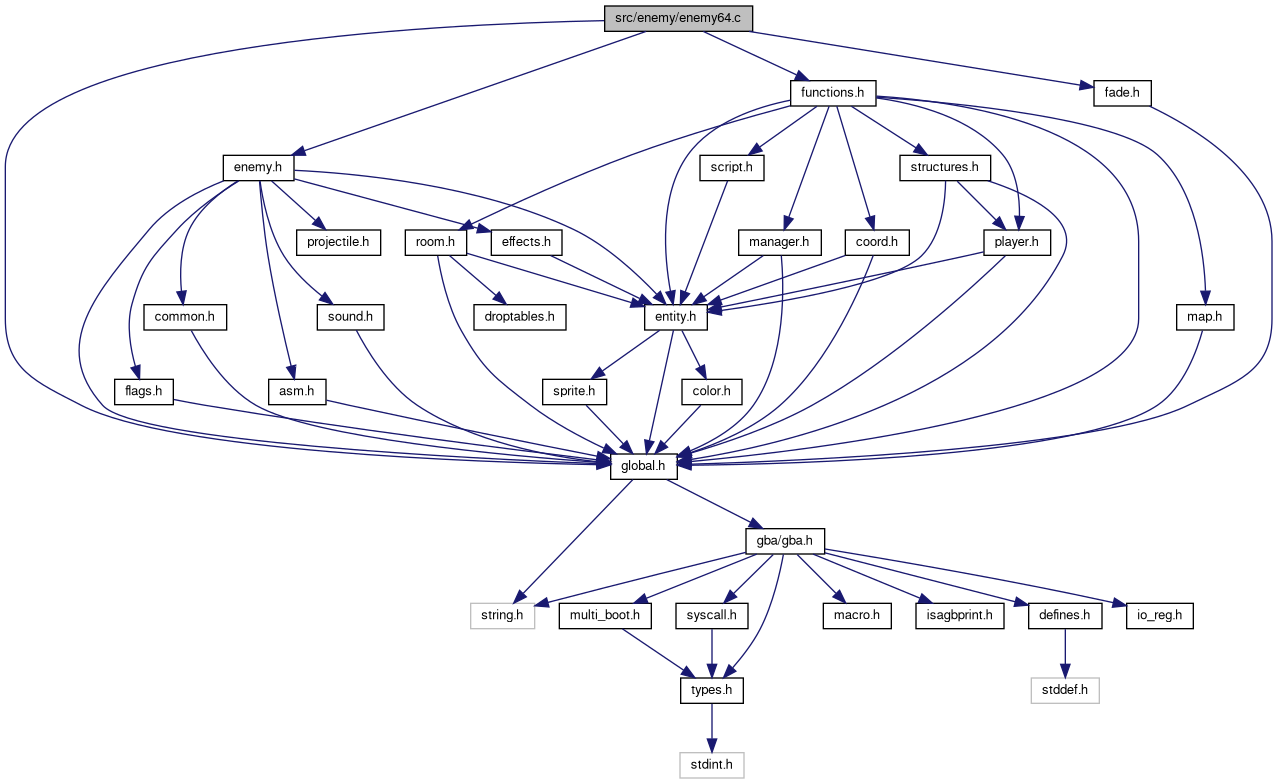 src/enemy/enemy64.c
functions.h
fade.h
enemy.h
script.h
structures.h
projectile.h
room.h
effects.h
manager.h
coord.h
player.h
common.h
sound.h
droptables.h
entity.h
map.h
flags.h
asm.h
sprite.h
color.h
global.h
gba/gba.h
string.h
multi_boot.h
syscall.h
macro.h
isagbprint.h
defines.h
io_reg.h
types.h
stddef.h
stdint.h